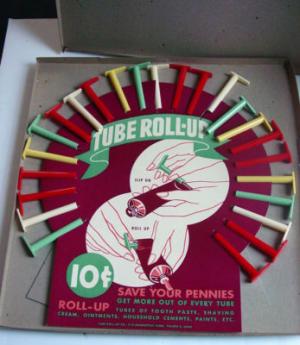 TUBE ROLL-UP
SLIP ON
ROLL UP
10¢
SAVE YOUR PENNIES
GET MORE OUT OF EVERY TUBE
ROLL-UP
TUBES OF TOOTH PASTE, SHAVING
CREAM, OINTMENTS, HOUSEHOLD CEMENTS, PAINTS, ETC.